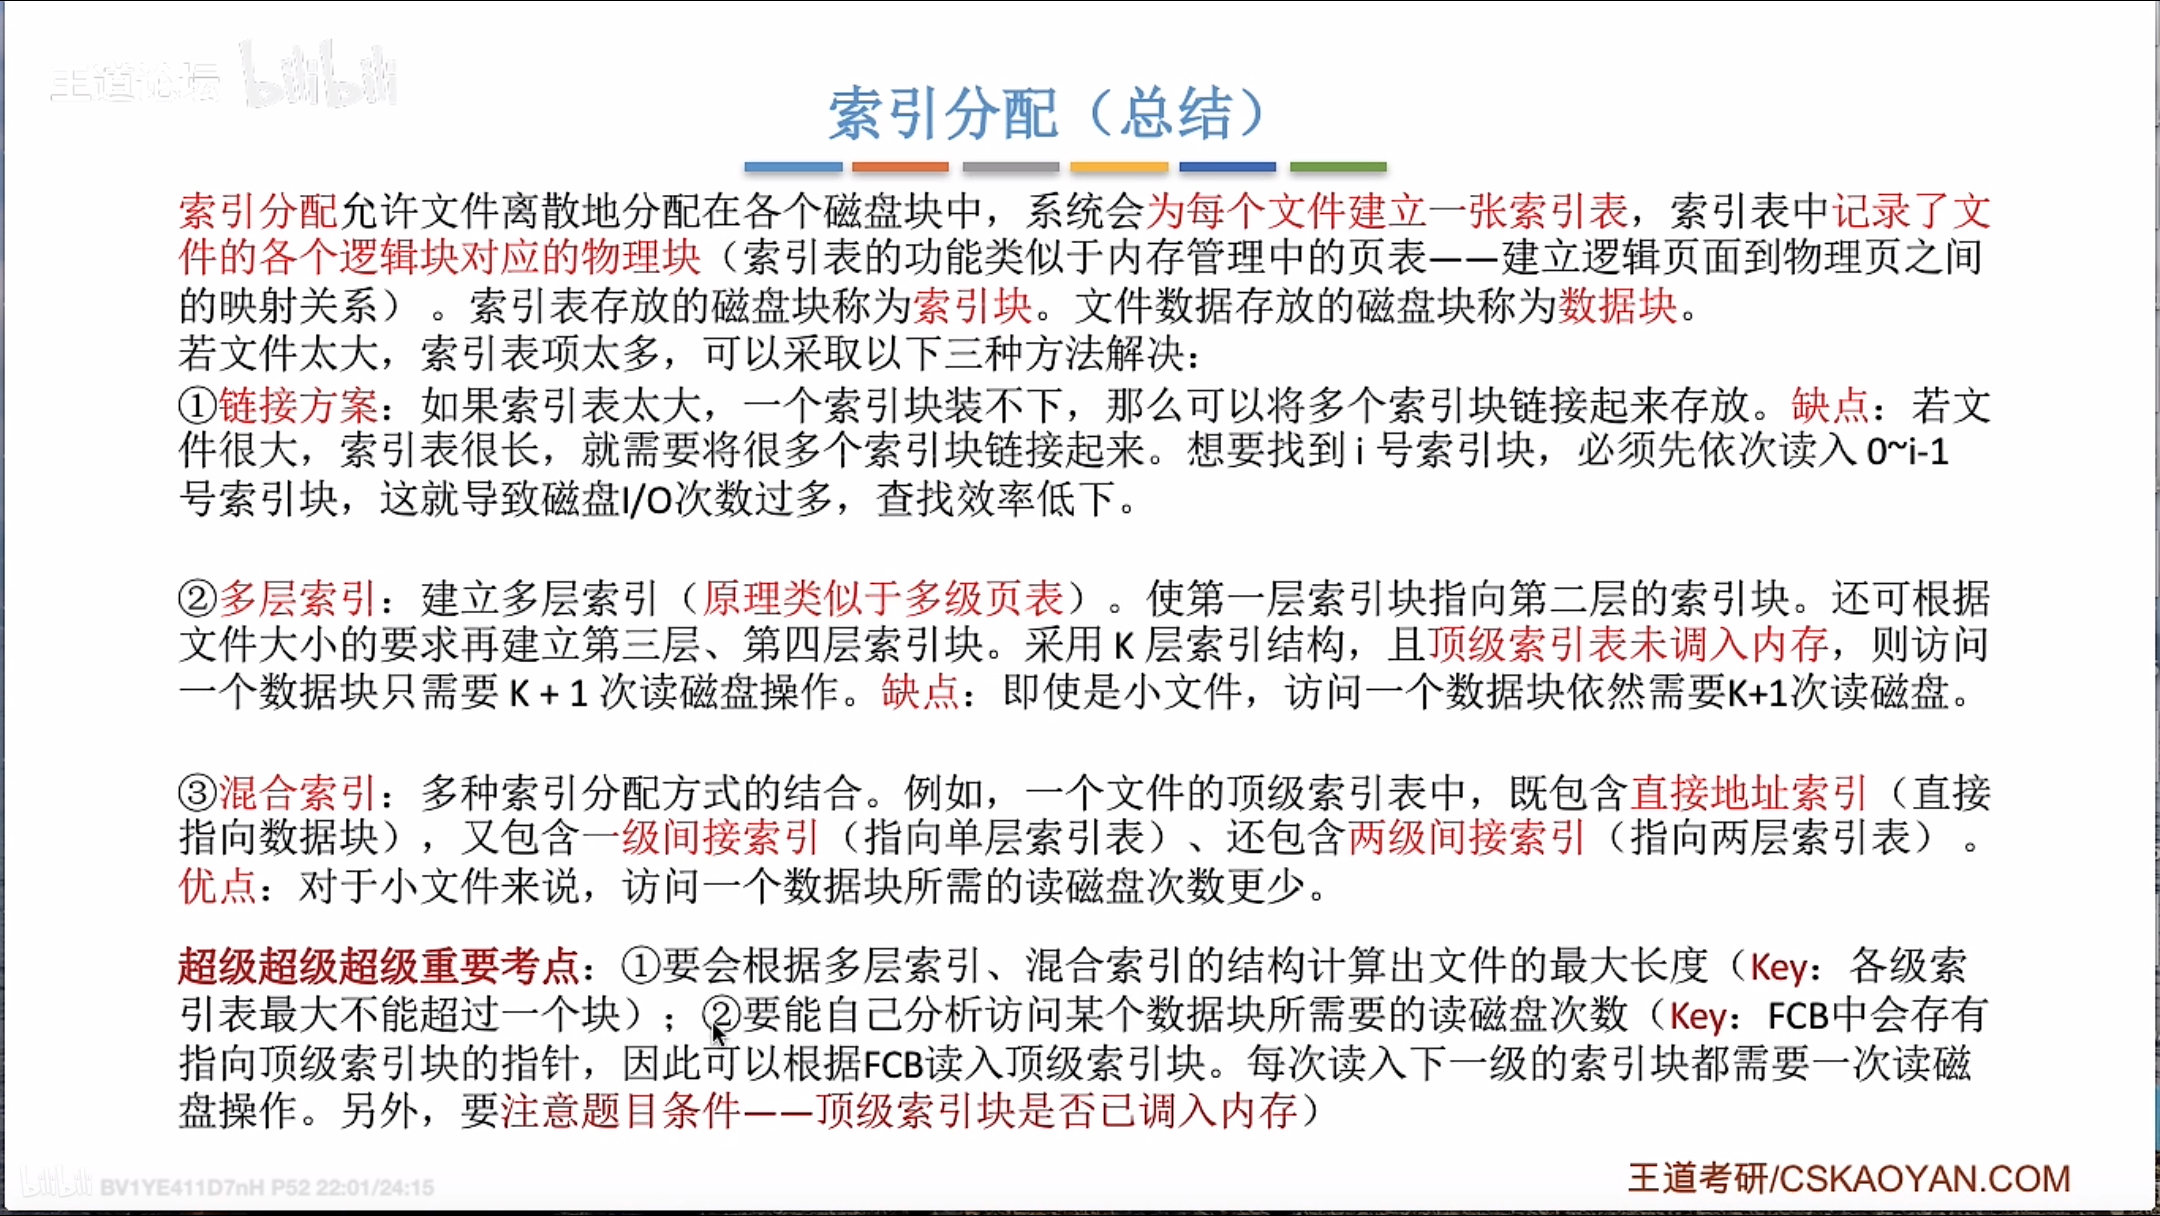 王道论坛 bilibili
索引分配（总结）
索引分配允许文件离散地分配在各个磁盘块中，系统会为每个文件建立一张索引表，索引表中记录了文
件的各个逻辑块对应的物理块（索引表的功能类似于内存管理中的页表——建立逻辑页面到物理页之间
的映射关系）。索引表存放的磁盘块称为索引块。文件数据存放的磁盘块称为数据块。
若文件太大，索引表项太多，可以采取以下三种方法解决：
①链接方案：如果索引表太大，一个索引块装不下，那么可以将多个索引块链接起来存放。缺点：若文
件很大，索引表很长，就需要将很多个索引块链接起来。想要找到 i 号索引块，必须先依次读入 0~i-1
号索引块，这就导致磁盘I/O次数过多，查找效率低下。
②多层索引：建立多层索引（原理类似于多级页表）。使第一层索引块指向第二层的索引块。还可根据
文件大小的要求再建立第三层、第四层索引块。采用 K 层索引结构，且顶级索引表未调入内存，则访问
一个数据块只需要 K + 1 次读磁盘操作。缺点：即使是小文件，访问一个数据块依然需要K+1次读磁盘。
③混合索引：多种索引分配方式的结合。例如，一个文件的顶级索引表中，既包含直接地址索引（直接
指向数据块），又包含一级间接索引（指向单层索引表）、还包含两级间接索引（指向两层索引表）。
优点：对于小文件来说，访问一个数据块所需的读磁盘次数更少。
超级超级超级重要考点：①要会根据多层索引、混合索引的结构计算出文件的最大长度（Key：各级索
引表最大不能超过一个块）；②要能自己分析访问某个数据块所需要的读磁盘次数（Key：FCB中会存有
指向顶级索引块的指针，因此可以根据FCB读入顶级索引块。每次读入下一级的索引块都需要一次读磁
盘操作。另外，要注意题目条件——顶级索引块是否已调入内存）
bilibili BV1YE411D7nH P52 22:01/24:15
王道考研/CSKAOYAN.COM